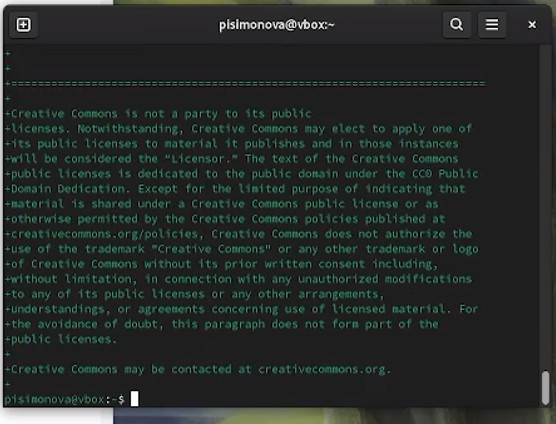 pisimonova@vbox:~
+
+
+======================================================================
+
+Creative Commons is not a party to its public
+licenses. Notwithstanding, Creative Commons may elect to apply one of
+its public licenses to material it publishes and in those instances
+will be considered the “Licensor.” The text of the Creative Commons
+public licenses is dedicated to the public domain under the CC0 Public
+Domain Dedication. Except for the limited purpose of indicating that
+material is shared under a Creative Commons public license or as
+otherwise permitted by the Creative Commons policies published at
+creativecommons.org/policies, Creative Commons does not authorize the
+use of the trademark "Creative Commons" or any other trademark or logo
+of Creative Commons without its prior written consent including,
+without limitation, in connection with any unauthorized modifications
+to any of its public licenses or any other arrangements,
+understandings, or agreements concerning use of licensed material. For
+the avoidance of doubt, this paragraph does not form part of the
+public licenses.
+
+Creative Commons may be contacted at creativecommons.org.
+
pisimonova@vbox:~$